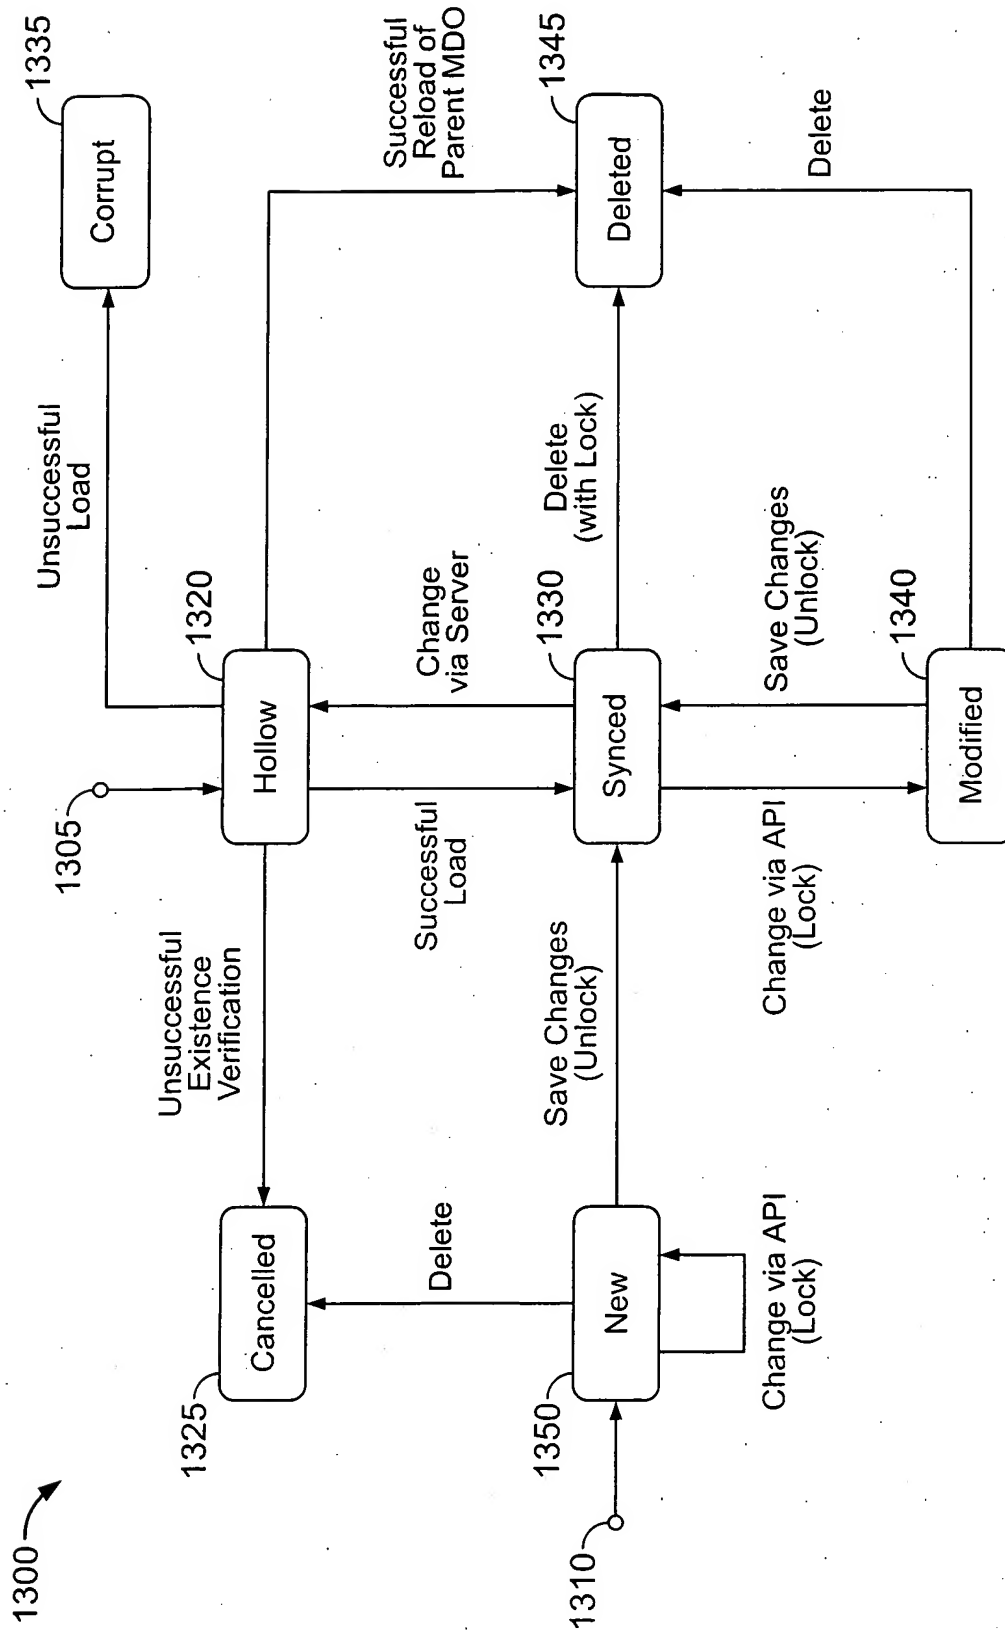 1300
1305
1310
Unsuccessful
Load
1335
Corrupt
1320
Hollow
Successful
Reload of
Parent MDO
Unsuccessful
Existence
Verification
1325
Cancelled
Successful
Load
Change
via Server
1345
Deleted
Delete
1350
New
Save Changes
(Unlock)
1330
Synced
Delete
(with Lock)
Change via API
(Lock)
Change via API
(Lock)
Save Changes
(Unlock)
1340
Modified
Delete